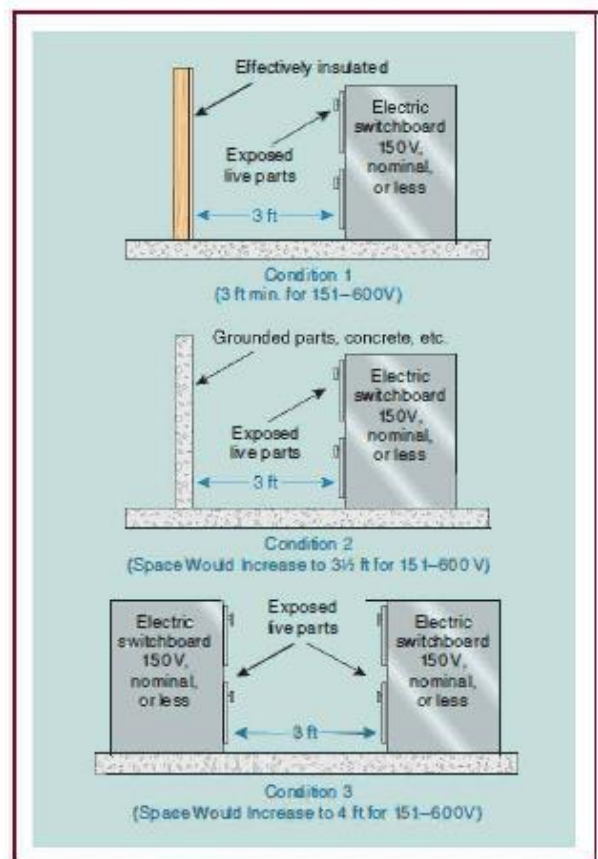 Effectively insulated
Exposed
live parts
Electric
switchboard
150V,
nominal,
or less
3 ft
Condition 1
(3 ft min. for 151–600V)
Grounded parts, concrete, etc.
Exposed
live parts
Electric
switchboard
150V,
nominal,
or less
3 ft
Condition 2
(Space Would Increase to 3½ ft for 151–600 V)
Electric
switchboard
150V,
nominal,
or less
Exposed
live parts
Electric
switchboard
150V,
nominal,
or less
3 ft
Condition 3
(Space Would Increase to 4 ft for 151–600V)